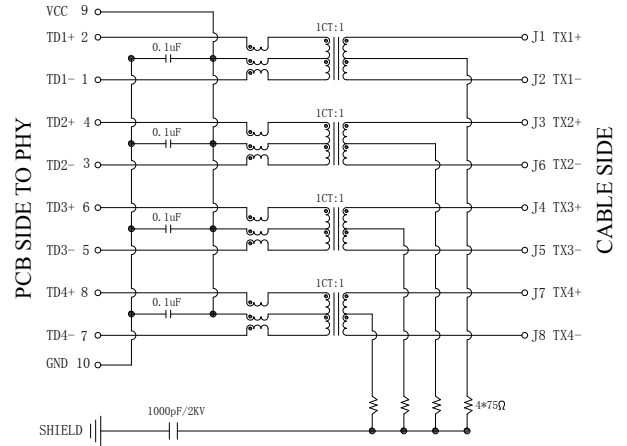 VCC 9
1CT:1
TD1+ 2
J1 TX1+
0.1uF
TD1- 1
J2 TX1-
1CT:1
TD2+ 4
J3 TX2+
0.1uF
TD2- 3
J6 TX2-
PCB SIDE TO PHY
CABLE SIDE
1CT:1
TD3+ 6
J4 TX3+
0.1uF
TD3- 5
J5 TX3-
1CT:1
TD4+ 8
J7 TX4+
0.1uF
TD4- 7
J8 TX4-
GND 10
1000pF/2KV
4*75Ω
SHIELD